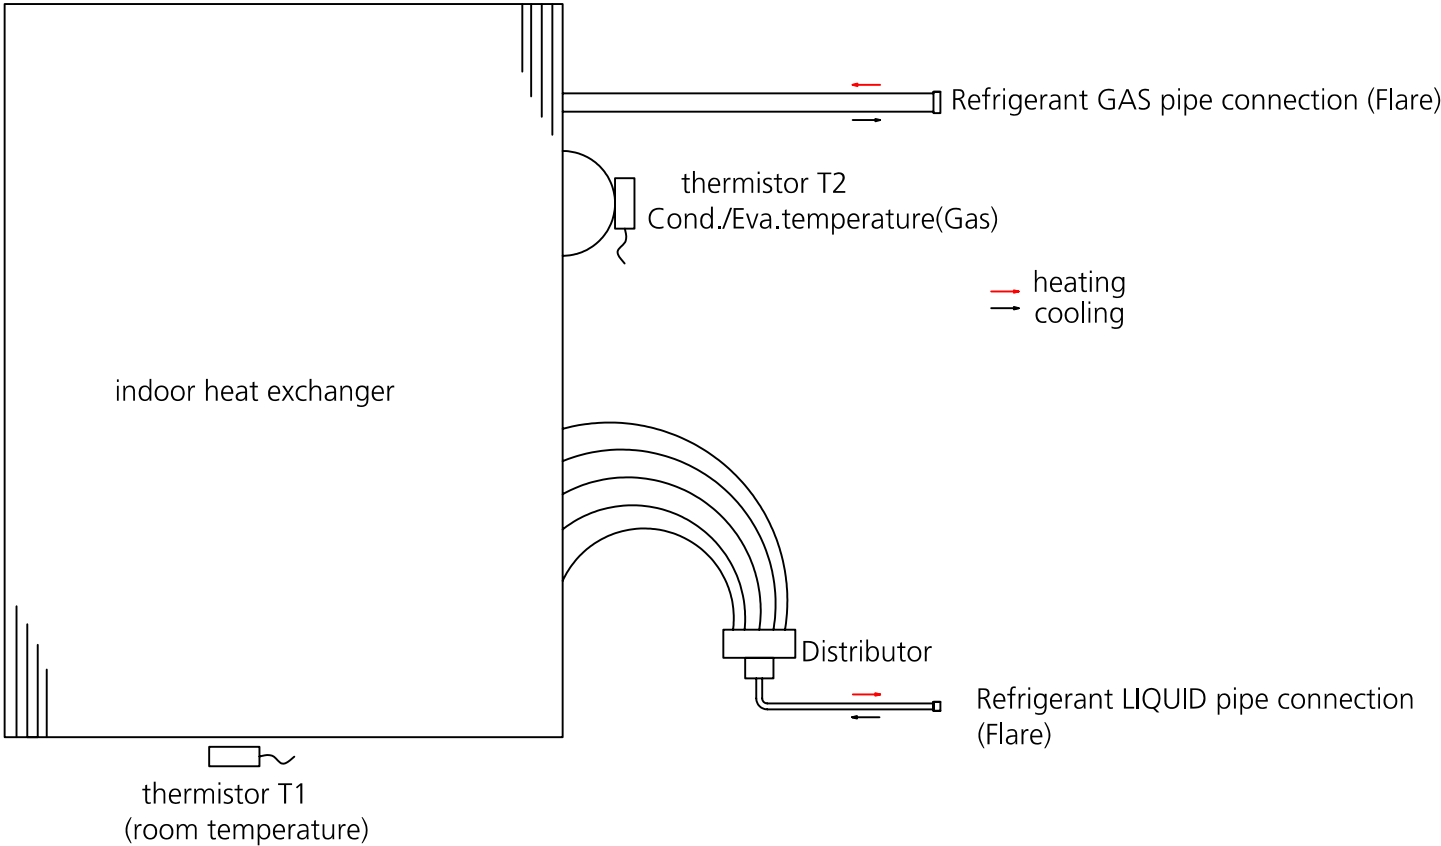 Refrigerant GAS pipe connection (Flare)
thermistor T2
Cond./Eva.temperature(Gas)
heating
cooling
indoor heat exchanger
Distributor
Refrigerant LIQUID pipe connection
(Flare)
thermistor T1
(room temperature)